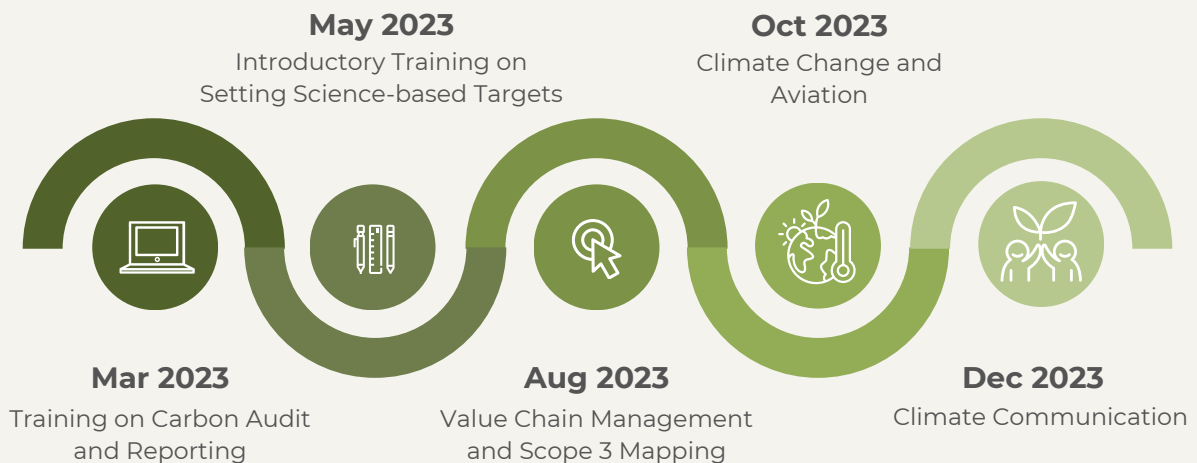 May 2023
Introductory Training on
Setting Science-based Targets
Oct 2023
Climate Change and
Aviation
Mar 2023
Training on Carbon Audit
and Reporting
Aug 2023
Value Chain Management
and Scope 3 Mapping
Dec 2023
Climate Communication